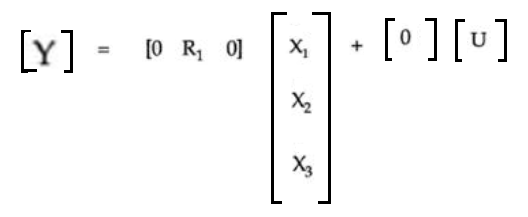 [Y] = [0 R₁ 0] [X₁ + [0] [U]
X₂
X₃]